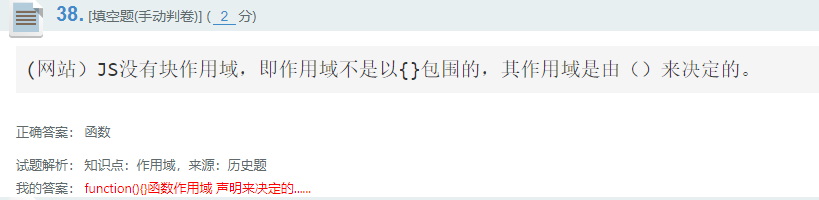 38. [填空题(手动判卷)] ( 2 分)
(网站) JS没有块作用域，即作用域不是以{}包围的，其作用域是由（）来决定的。
正确答案： 函数
试题解析： 知识点：作用域，来源：历史题
我的答案： function(){}函数作用域 声明来决定的......